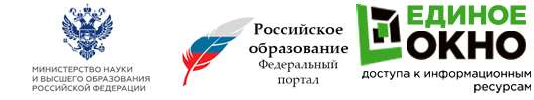 МИНИСТЕРСТВО НАУКИ
И ВЫСШЕГО ОБРАЗОВАНИЯ
РОССИЙСКОЙ ФЕДЕРАЦИИ
Российское
образование
Федеральный
портал
ЕДИНОЕ
ОКНО
доступа к информационным
ресурсам